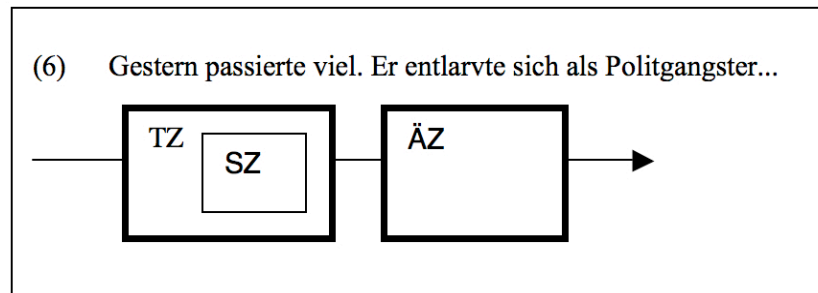 (6) Gestern passierte viel. Er entlarvte sich als Politgangster...
TZ
SZ
ÄZ